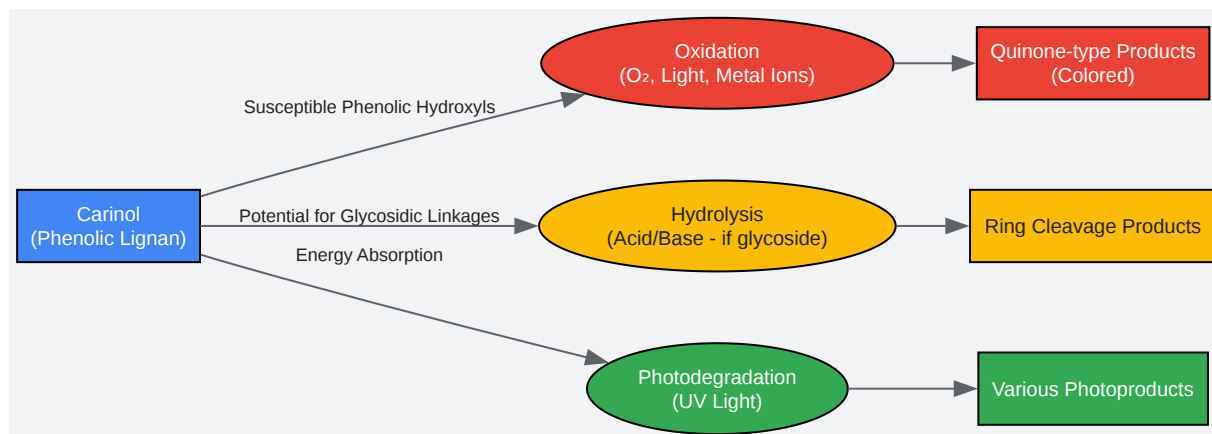 Oxidation
(O₂, Light, Metal Ions)
Quinone-type Products
(Colored)
Susceptible Phenolic Hydroxyls
Carinol
(Phenolic Lignan)
Potential for Glycosidic Linkages
Hydrolysis
(Acid/Base - if glycoside)
Ring Cleavage Products
Energy Absorption
Photodegradation
(UV Light)
Various Photoproducts